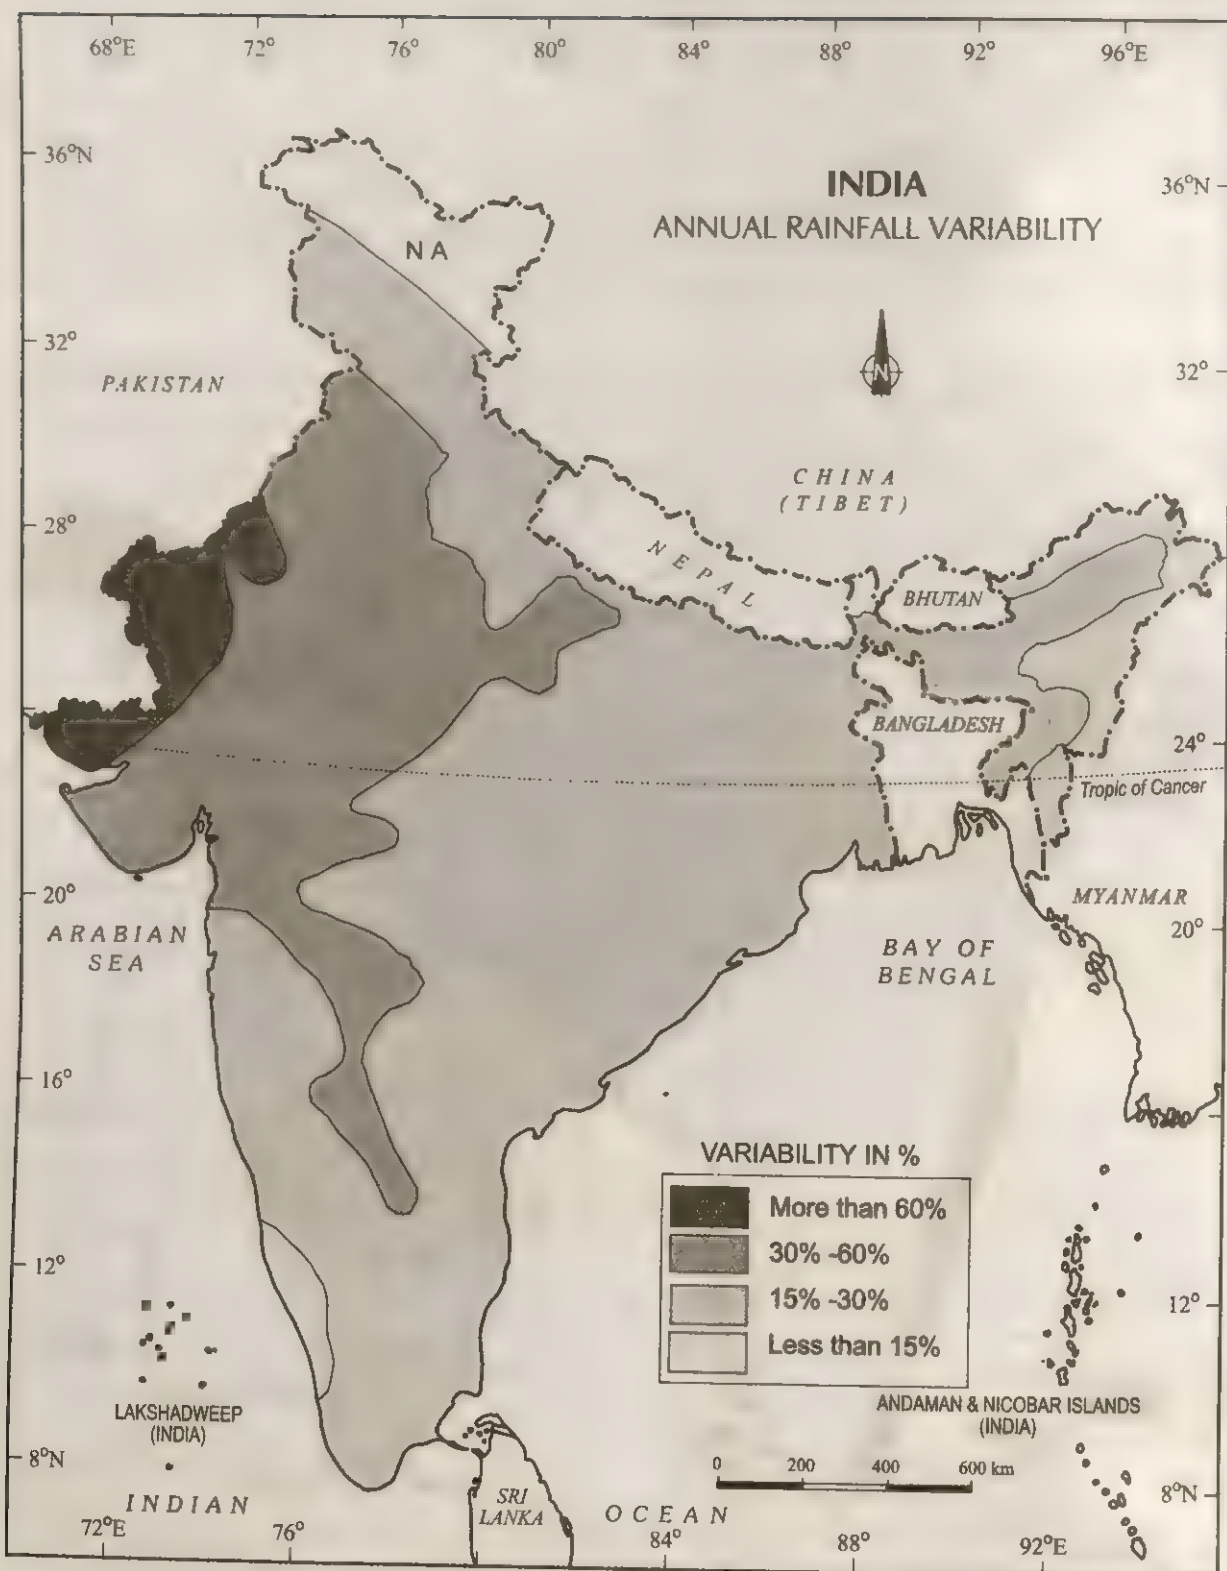 68°E 72° 76° 80° 84° 88° 92° 96°E
36°N
INDIA
36°N
ANNUAL RAINFALL VARIABILITY
NA
N
32°
32°
PAKISTAN
CHINA
(TIBET)
28°
NEPAL
BHUTAN
BANGLADESH
24°
Tropic of Cancer
20°
MYANMAR
20°
ARABIAN
SEA
BAY OF
BENGAL
16°
VARIABILITY IN %
More than 60%
30% -60%
15% -30%
Less than 15%
12°
12°
LAKSHADWEEP
(INDIA)
ANDAMAN & NICOBAR ISLANDS
(INDIA)
8°N
0 200 400 600 km
8°N
INDIAN
SRI
LANKA
OCEAN
72°E 76° 84° 88° 92°E